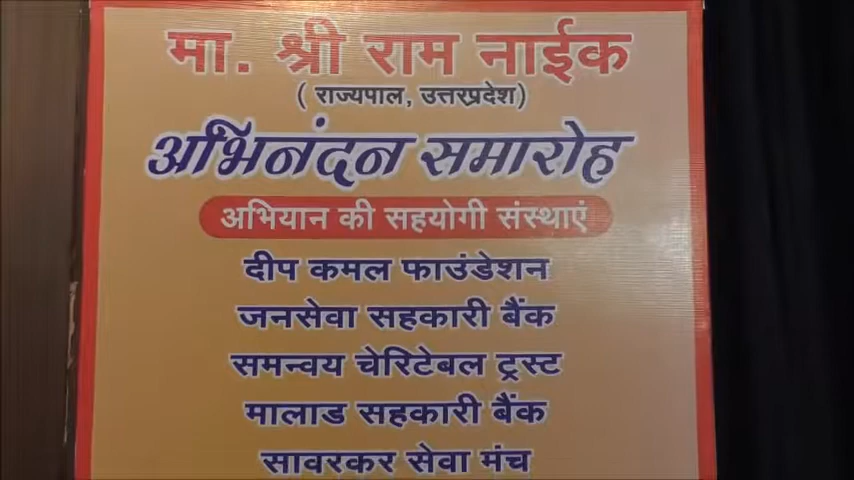 मा. श्री राम नाईक
( राज्यपाल, उत्तरप्रदेश)
अभिनंदन समारोह
अभियान की सहयोगी संस्थाएं
दीप कमल फाउंडेशन
जनसेवा सहकारी बैंक
समन्वय चेरिटेबल ट्रस्ट
मालाड सहकारी बैंक
सावरकर सेवा मंच